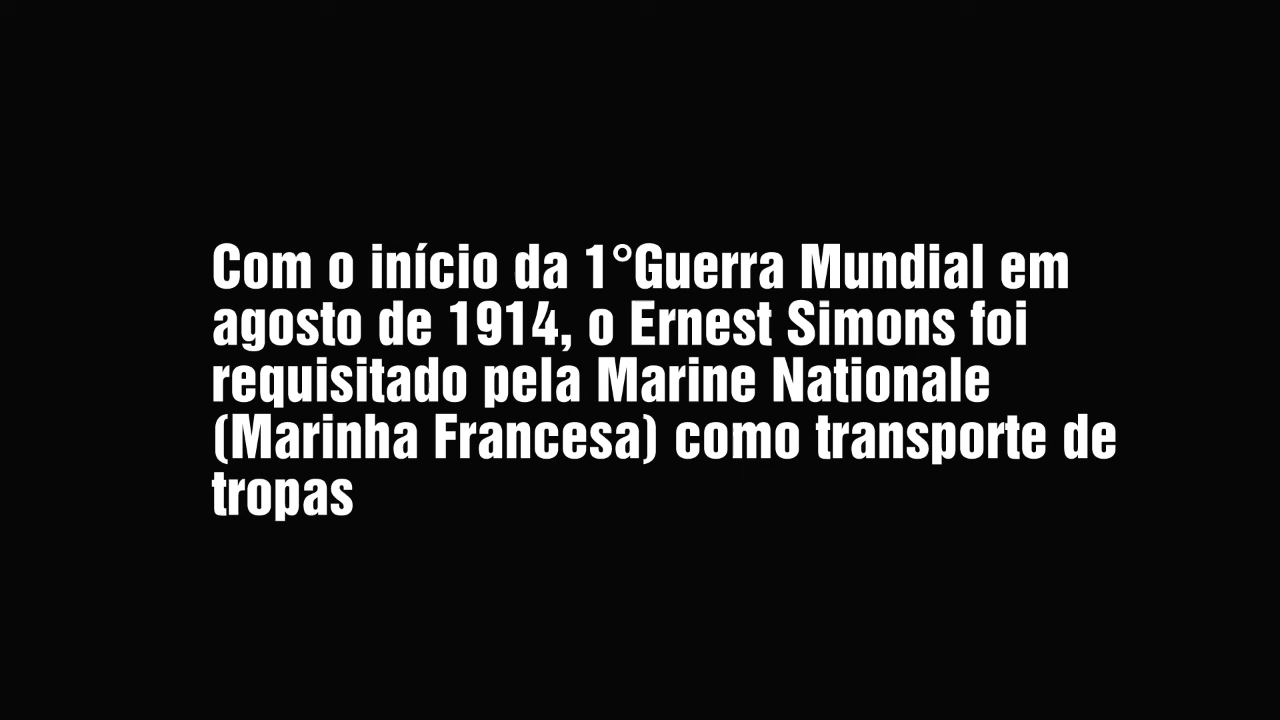 Com o início da 1°Guerra Mundial em
agosto de 1914, o Ernest Simons foi
requisitado pela Marine Nationale
(Marinha Francesa) como transporte de
tropas